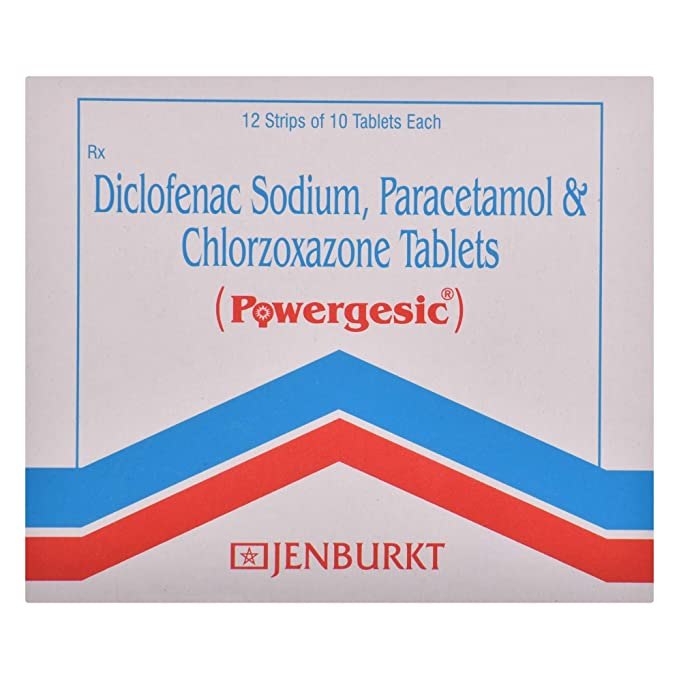 12 Strips of 10 Tablets Each
Rx
Diclofenac Sodium, Paracetamol &
Chlorzoxazone Tablets
(Powergesic®)
JENBURKT